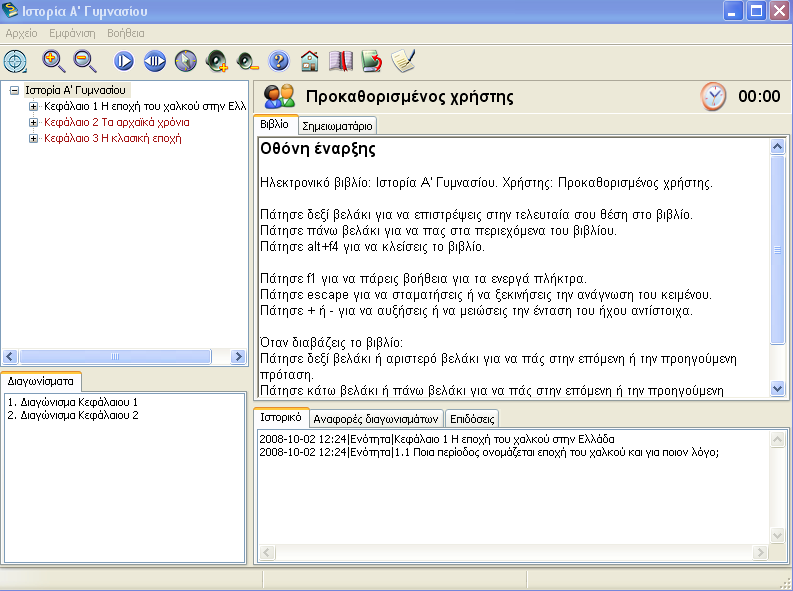 Ιστορία Α' Γυμνασίου
Αρχείο Εμφάνιση Βοήθεια
Ιστορία Α' Γυμνασίου
Κεφάλαιο 1 Η εποχή του χαλκού στην Ελλ
Κεφάλαιο 2 Τα αρχαϊκά χρόνια
Κεφάλαιο 3 Η κλασική εποχή
Προκαθορισμένος χρήστης
00:00
Βιβλίο Σημειωματάριο
Οθόνη έναρξης
Ηλεκτρονικό βιβλίο: Ιστορία Α' Γυμνασίου. Χρήστης: Προκαθορισμένος χρήστης.
Πάτησε δεξί βελάκι για να επιστρέψεις στην τελευταία σου θέση στο βιβλίο.
Πάτησε πάνω βελάκι για να πας στα περιεχόμενα του βιβλίου.
Πάτησε alt+f4 για να κλείσεις το βιβλίο.
Πάτησε f1 για να πάρεις βοήθεια για τα ενεργά πλήκτρα.
Πάτησε escape για να σταματήσεις ή να ξεκινήσεις την ανάγνωση του κειμένου.
Πάτησε + ή - για να αυξήσεις ή να μειώσεις την ένταση του ήχου αντίστοιχα.
Όταν διαβάζεις το βιβλίο:
Πάτησε δεξί βελάκι ή αριστερό βελάκι για να πάς στην επόμενη ή την προηγούμενη
πρόταση.
Πάτησε κάτω βελάκι ή πάνω βελάκι για να πάς στην επόμενη ή την προηγούμενη
Διαγωνίσματα
1. Διαγώνισμα Κεφάλαιου 1
2. Διαγώνισμα Κεφάλαιου 2
Ιστορικό Αναφορές διαγωνισμάτων Επιδόσεις
2008-10-02 12:24|Ενότητα|Κεφάλαιο 1 Η εποχή του χαλκού στην Ελλάδα
2008-10-02 12:24|Ενότητα|1.1 Ποια περίοδος ονομάζεται εποχή του χαλκού και για ποιον λόγο;